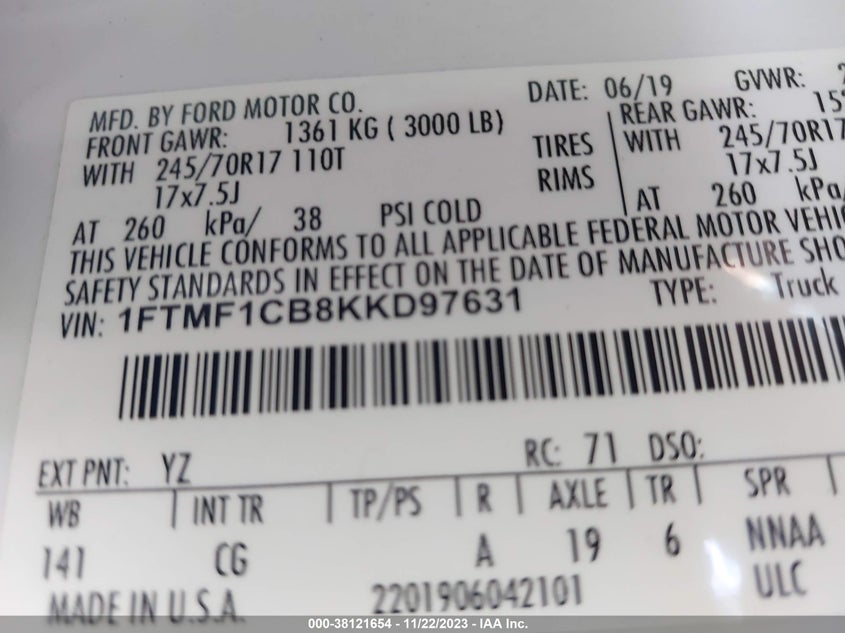 MFD. BY FORD MOTOR CO.
DATE: 06/19 GVWR:
FRONT GAWR: 1361 KG ( 3000 LB)
REAR GAWR:
WITH 245/70R17 110T TIRES WITH 245/70R17
17x7.5J RIMS 17x7.5J
AT 260 kPa/ 38 PSI COLD AT 260 kPa/
THIS VEHICLE CONFORMS TO ALL APPLICABLE FEDERAL MOTOR
SAFETY STANDARDS IN EFFECT ON THE DATE OF MANUFACTURE
VIN: 1FTMF1CB8KKD97631 TYPE: Truck
EXT PNT: YZ RC: 71 DSO:
WB | INT TR | TP/PS | R | AXLE | TR | SPR |
141 CG A 19 6 NNAA
MADE IN U.S.A. 2201906042101 ULC
000-38121654 - 11/22/2023 - IAA Inc.